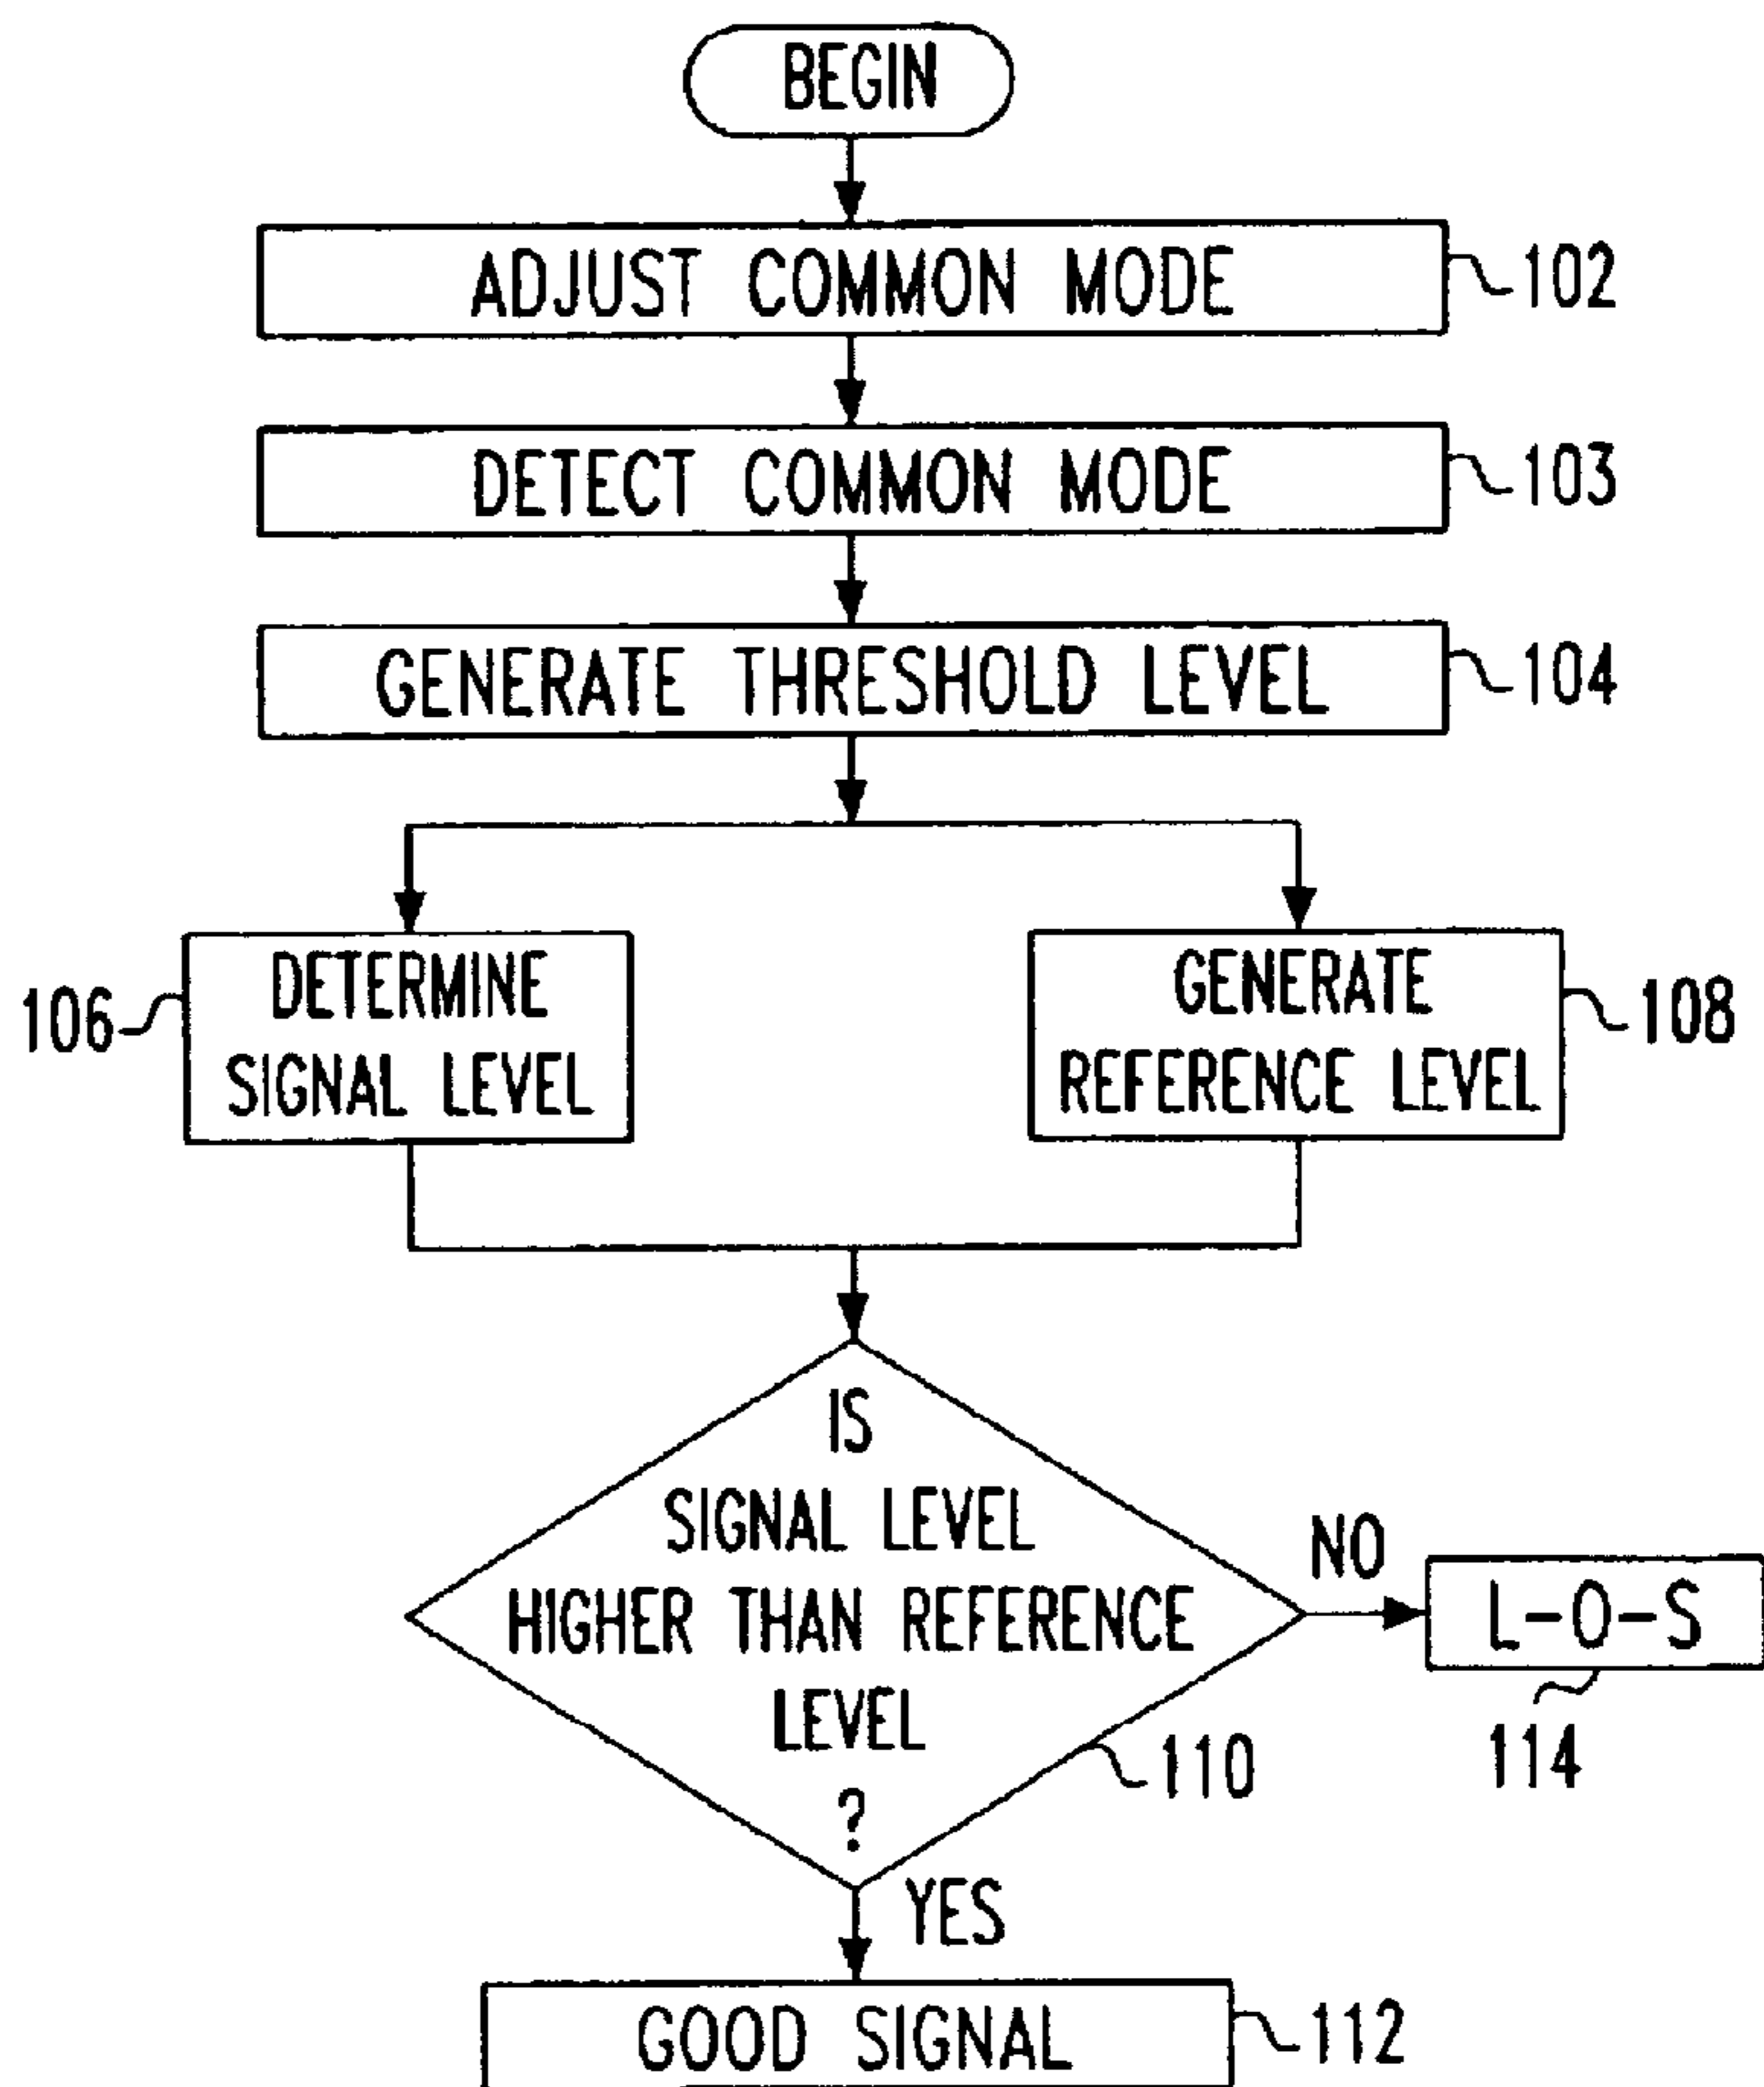 BEGIN
ADJUST COMMON MODE
102
DETECT COMMON MODE
103
GENERATE THRESHOLD LEVEL
104
106
DETERMINE
SIGNAL LEVEL
GENERATE
REFERENCE LEVEL
108
IS
SIGNAL LEVEL
HIGHER THAN REFERENCE
LEVEL
?
110
NO
L-O-S
114
YES
GOOD SIGNAL
112